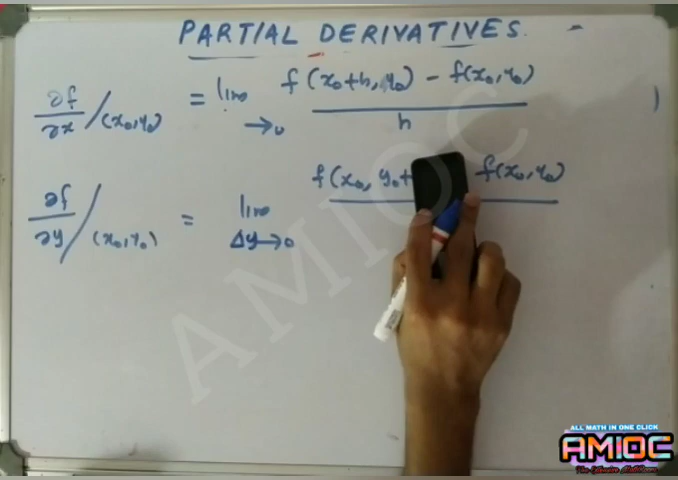 PARTIAL DERIVATIVES.
∂f/∂x /(x₀,y₀) = lim →0 f(x₀+h, y₀) - f(x₀,y₀) / h
∂f/∂y /(x₀,y₀) = lim Δy→0 f(x₀, y₀+ f(x₀,y₀)
AMIOC
ALL MATH IN ONE CLICK
AMIOC